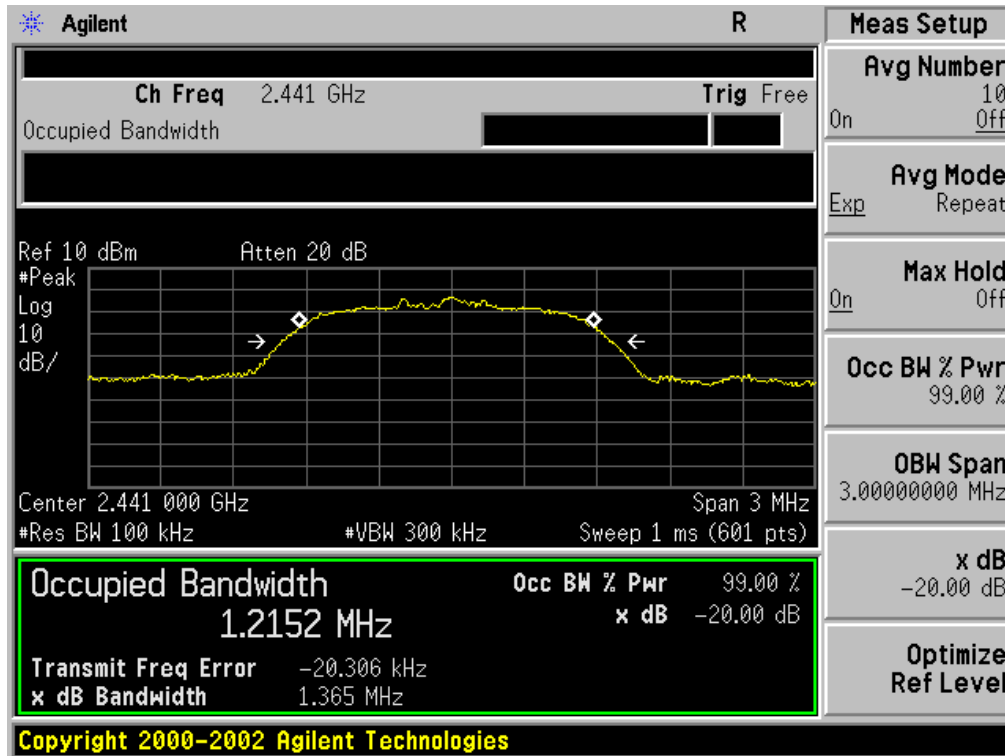 Agilent R
Ch Freq 2.441 GHz Trig Free
Occupied Bandwidth
Ref 10 dBm Atten 20 dB
#Peak
Log
10
dB/
Center 2.441 000 GHz Span 3 MHz
#Res BW 100 kHz #VBW 300 kHz Sweep 1 ms (601 pts)
Occupied Bandwidth Occ BW % Pwr 99.00 %
1.2152 MHz x dB -20.00 dB
Transmit Freq Error -20.306 kHz
x dB Bandwidth 1.365 MHz
Meas Setup
Avg Number
10
On Off
Avg Mode
Exp Repeat
Max Hold
On Off
Occ BW % Pwr
99.00 %
OBW Span
3.00000000 MHz
x dB
-20.00 dB
Optimize
Ref Level
Copyright 2000-2002 Agilent Technologies